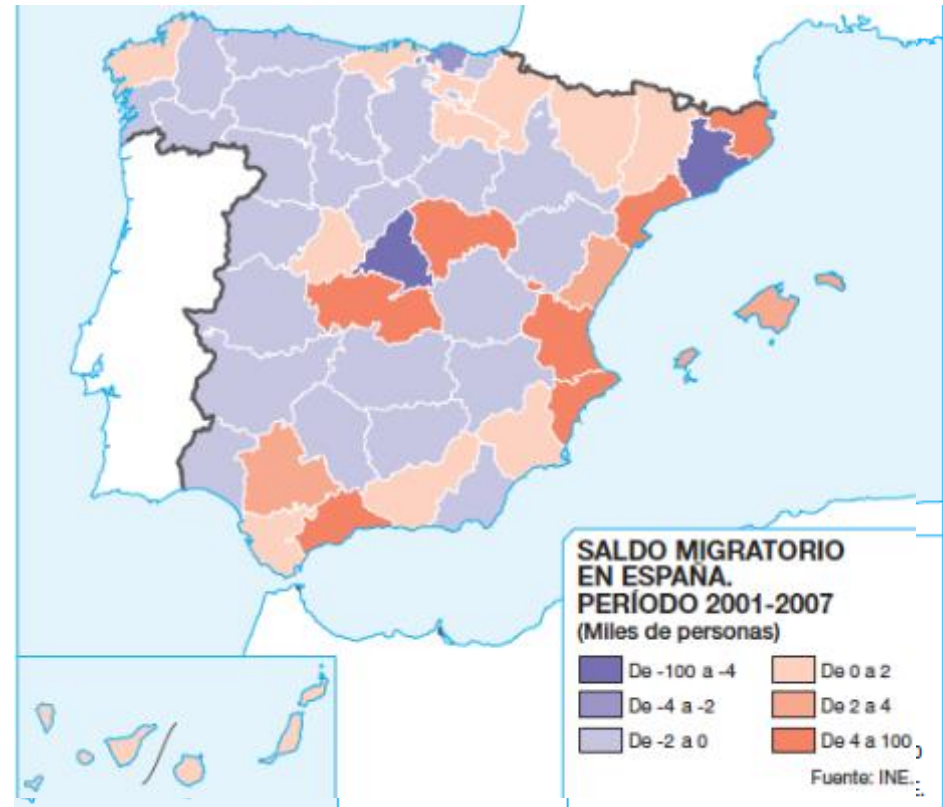 SALDO MIGRATORIO
EN ESPAÑA.
PERÍODO 2001-2007
(Miles de personas)
De -100 a -4
De -4 a -2
De -2 a 0
De 0 a 2
De 2 a 4
De 4 a 100
Fuente: INE.